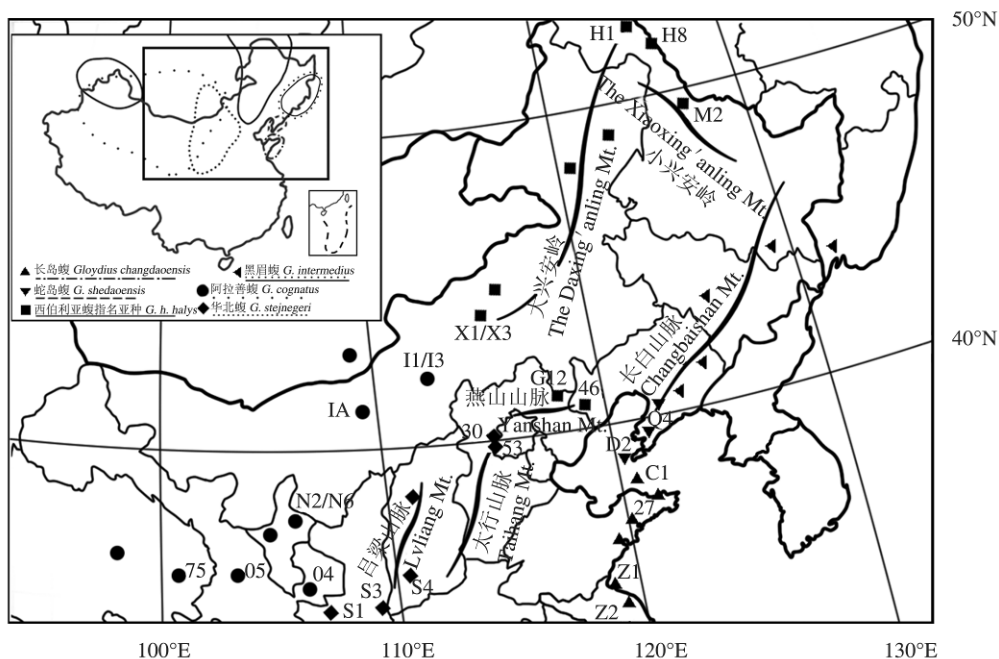 50°N
40°N
100°E
110°E
120°E
130°E
长岛蝮 Gloydius changdaoensis
蛇岛蝮 G. shedaoensis
西伯利亚蝮指名亚种 G. h. halys
黑眉蝮 G. intermedius
阿拉善蝮 G. cognatus
华北蝮 G. stejnegeri
H1
H8
M2
The Xiaoxing'anling Mt.
小兴安岭
大兴安岭
The Daxing'anling Mt.
X1/X3
长白山脉
Changbaishan Mt.
I1/I3
IA
G12
46
燕山山脉
Yanshan Mt.
30
53
Q4
D2
C1
27
N2/N6
吕梁山脉
Lvliang Mt.
太行山脉
Taihang Mt.
75
05
04
S1
S3
S4
Z1
Z2